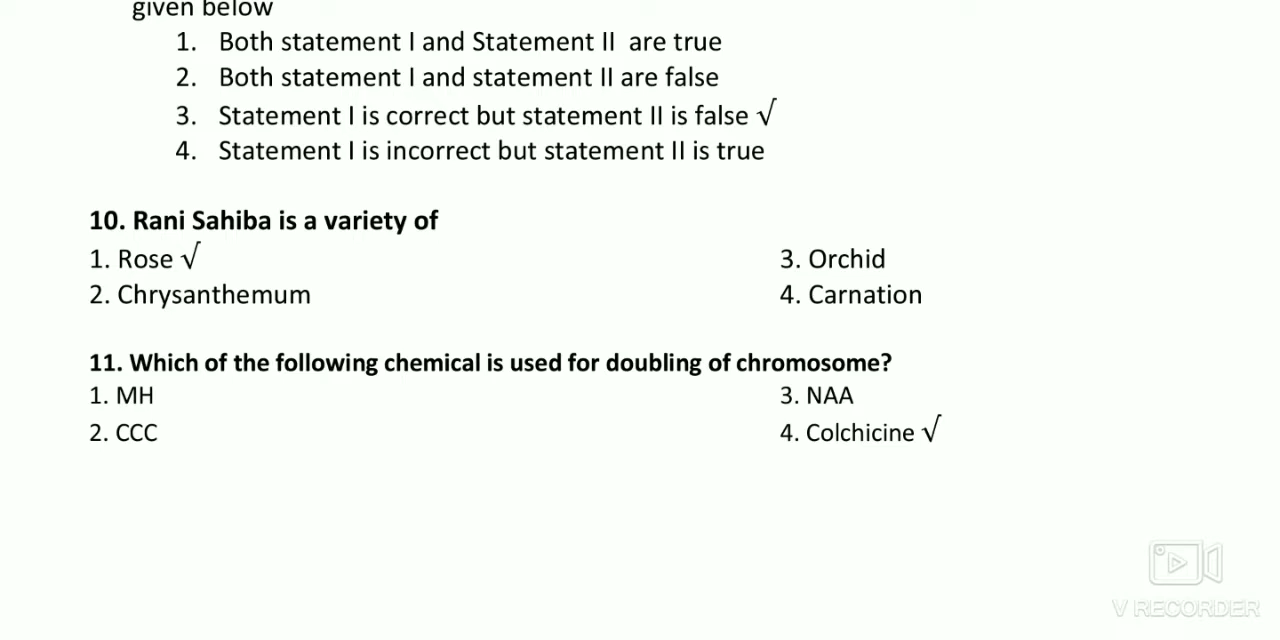 given below
1. Both statement I and Statement II are true
2. Both statement I and statement II are false
3. Statement I is correct but statement II is false √
4. Statement I is incorrect but statement II is true
10. Rani Sahiba is a variety of
1. Rose √
3. Orchid
2. Chrysanthemum
4. Carnation
11. Which of the following chemical is used for doubling of chromosome?
1. MH
3. NAA
2. CCC
4. Colchicine √
V RECORDER